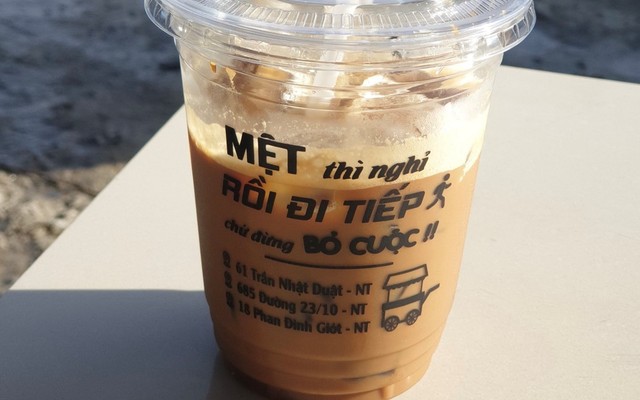 MỆT thì nghỉ
RỒI ĐI TIẾP
chứ đừng BỎ CUỘC !!
61 Trần Nhật Duật - NT
685 Đường 23/10 - NT
18 Phan Đình Giót - NT